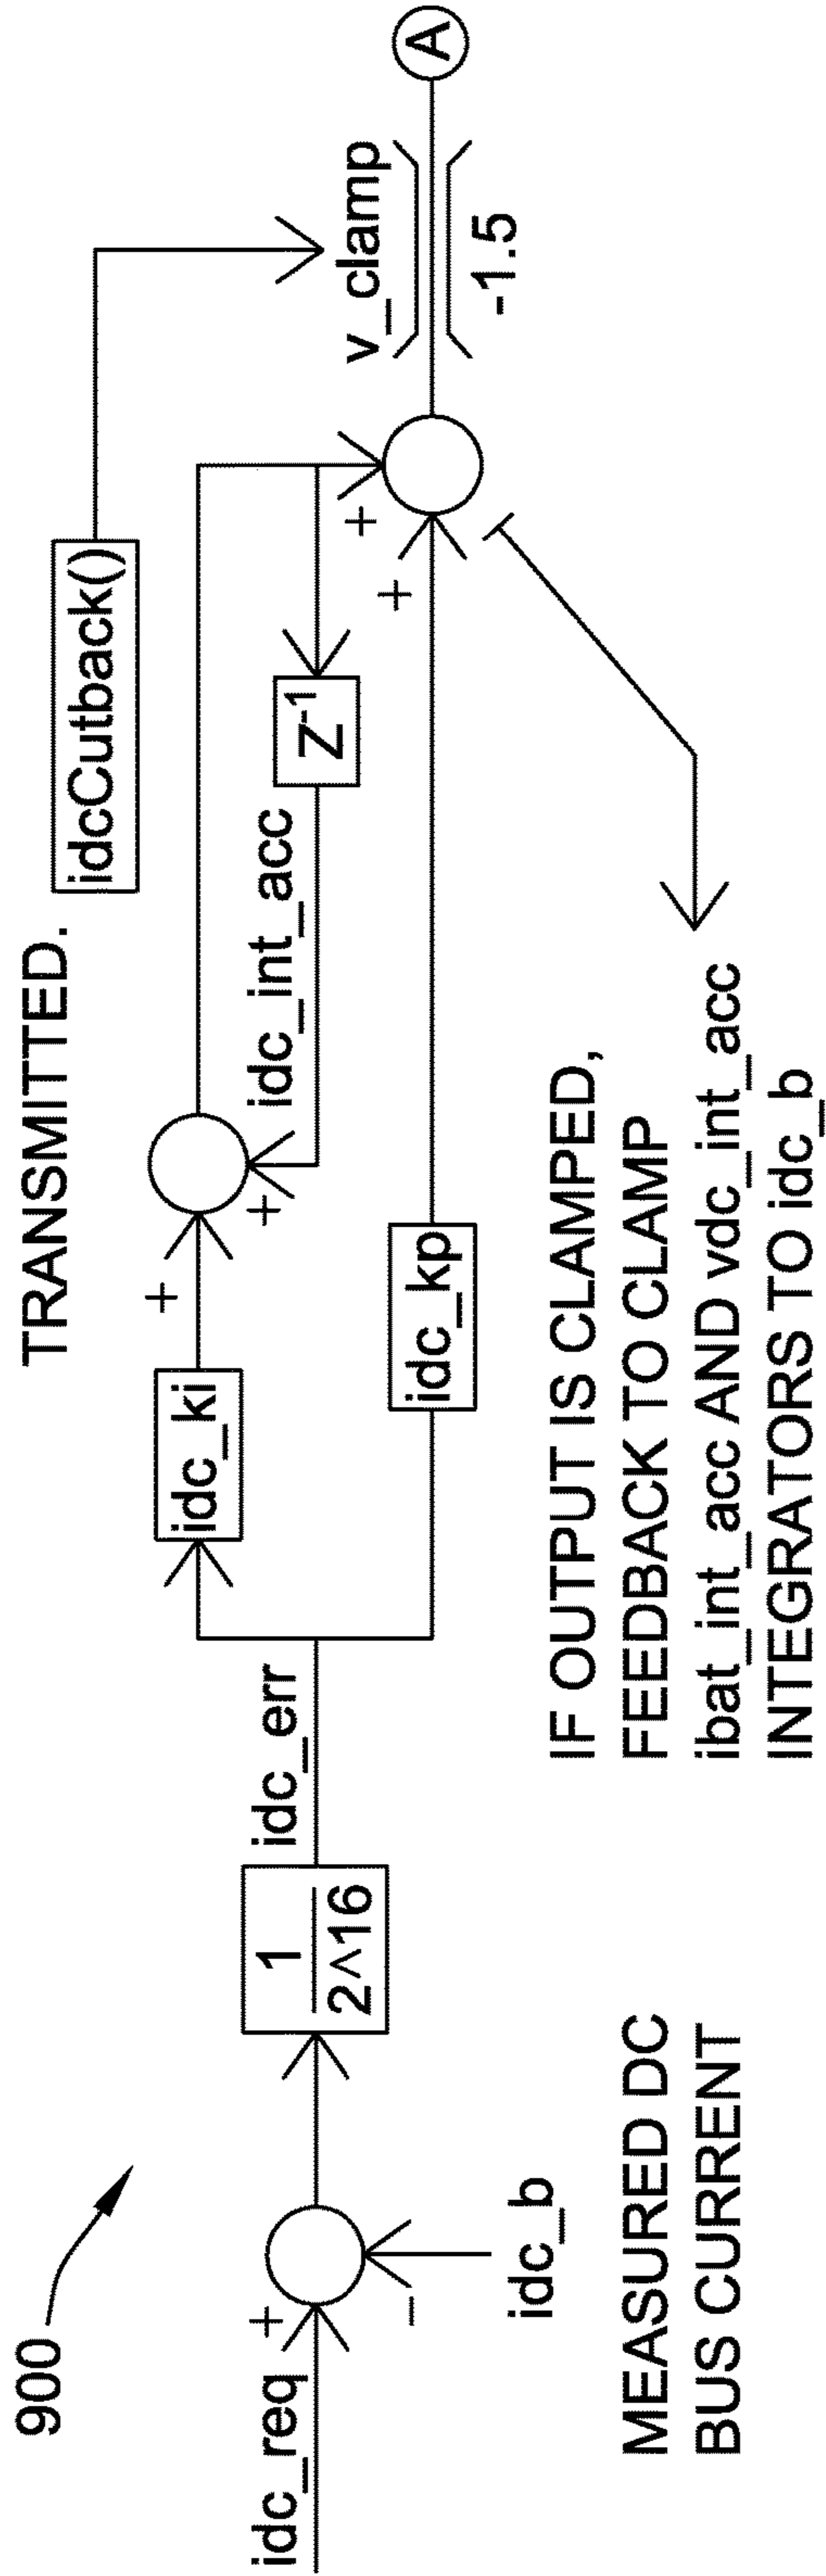 900
TRANSMITTED.
idcCutback()
idc_req
+
-
idc_b
MEASURED DC
BUS CURRENT
1
2^16
idc_err
idc_ki
+
+
idc_int_acc
Z-1
idc_kp
+
+
v_clamp
-1.5
A
IF OUTPUT IS CLAMPED,
FEEDBACK TO CLAMP
ibat_int_acc AND vdc_int_acc
INTEGRATORS TO idc_b